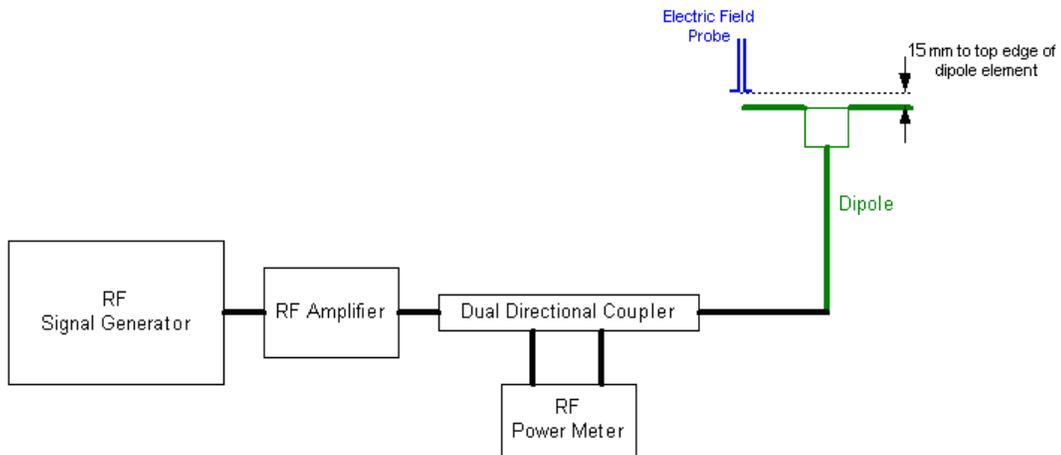 Electric Field
Probe
15 mm to top edge of
dipole element
Dipole
RF
Signal Generator
RF Amplifier
Dual Directional Coupler
RF
Power Meter